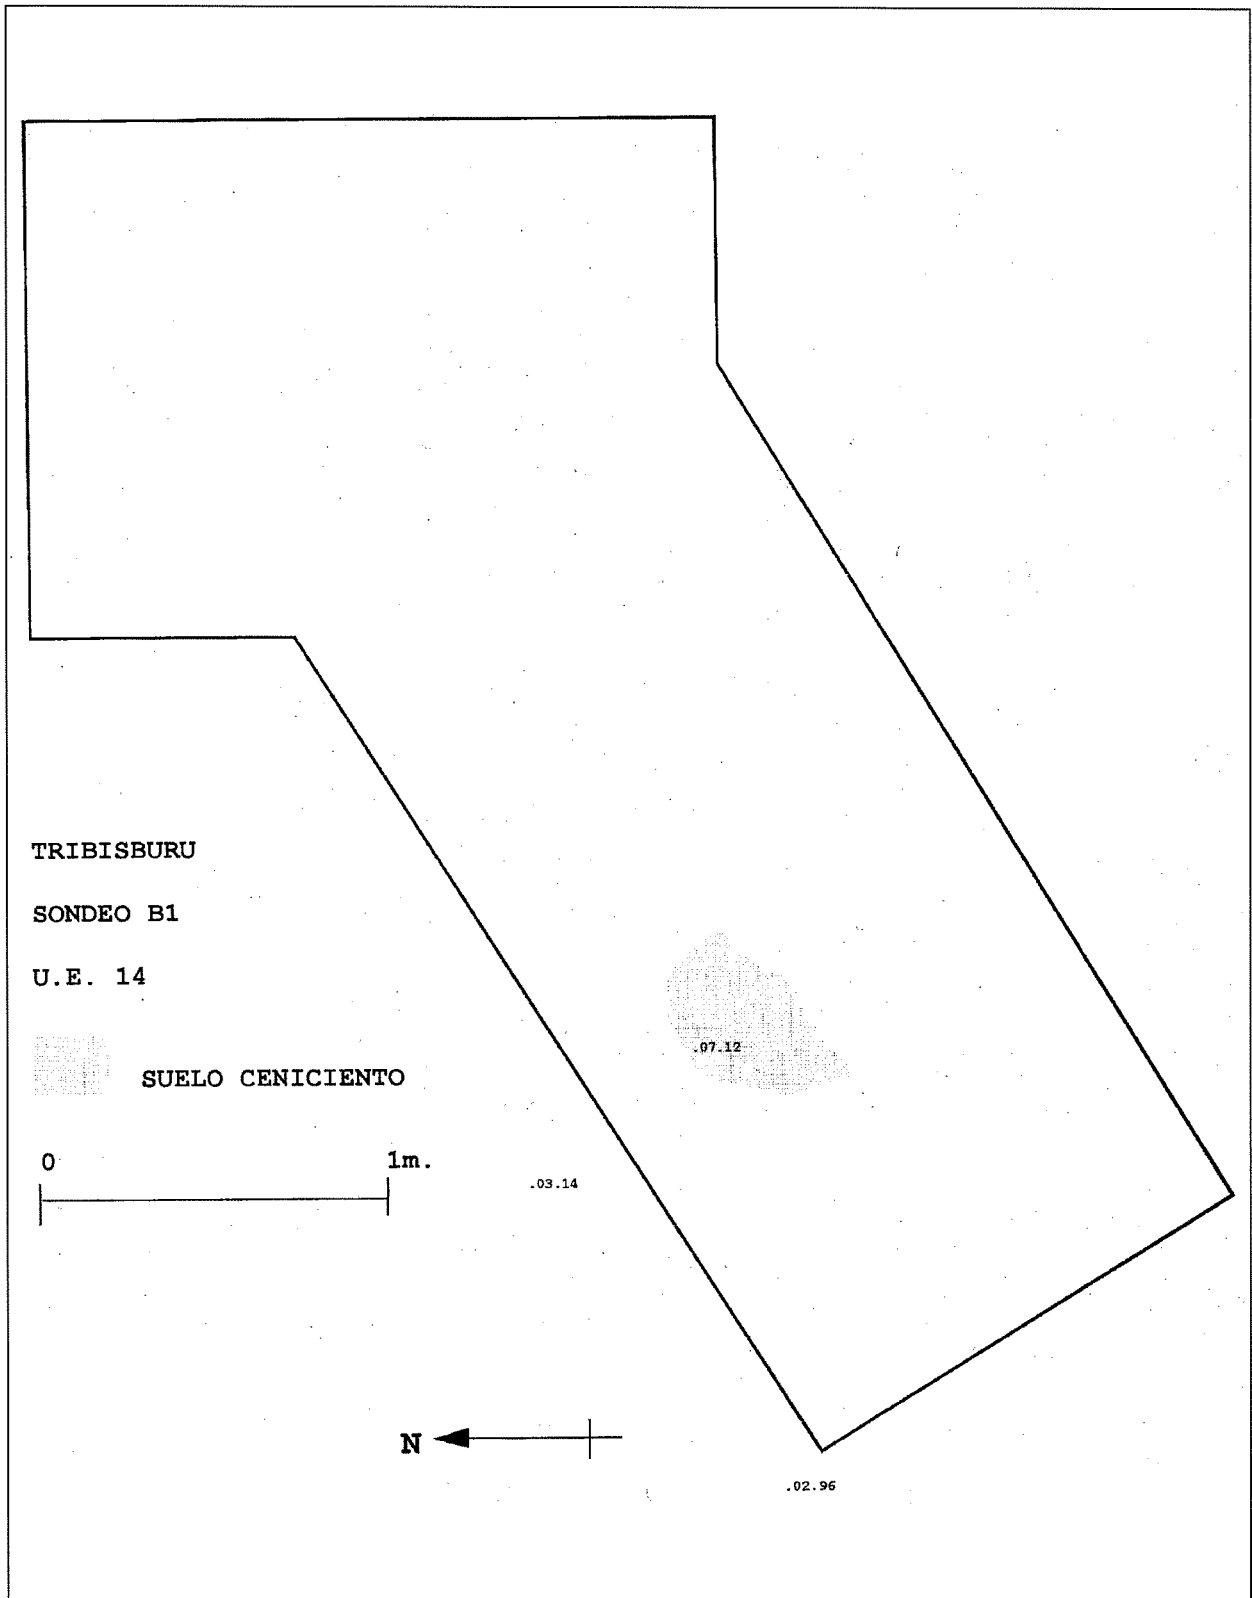 TRIBISBURU
SONDEO B1
U.E. 14
.07.12
SUELO CENICIENTO
0 1m.
.03.14
N
.02.96